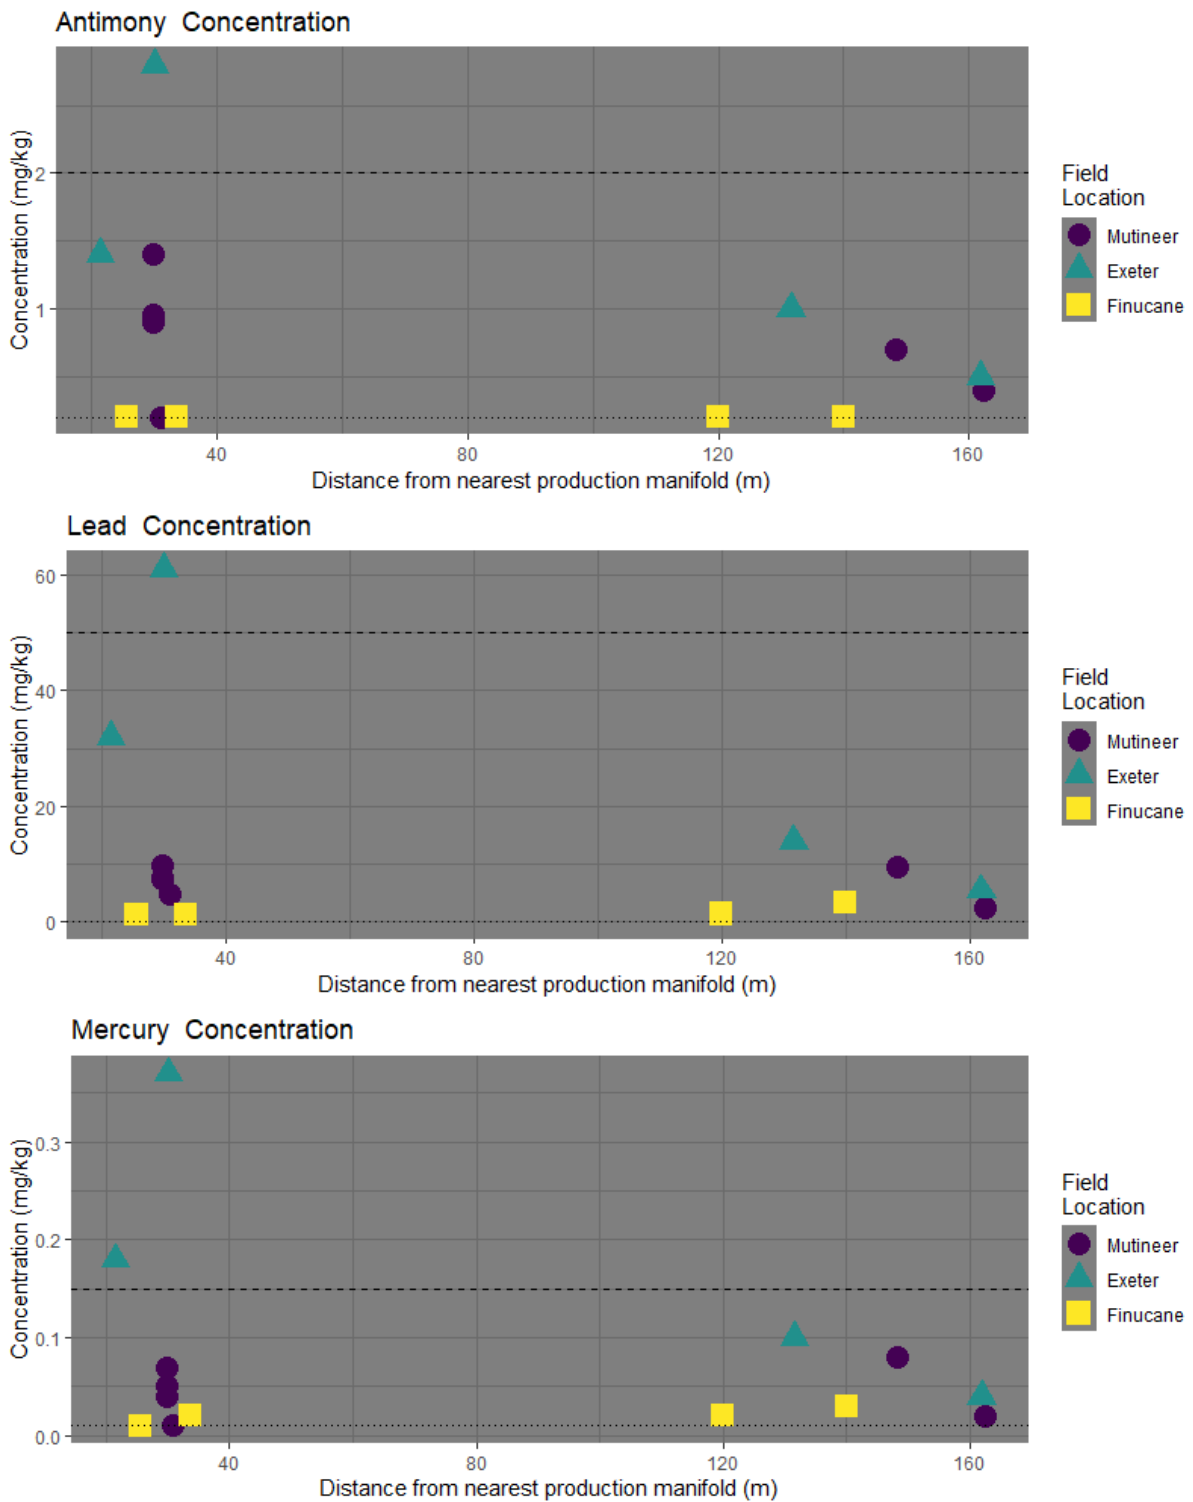 Antimony  Concentration
Concentration (mg/kg)
2
1
40
80
120
160
Distance from nearest production manifold (m)
Field
Location
Mutineer
Exeter
Finucane
Lead  Concentration
Concentration (mg/kg)
60
40
20
0
40
80
120
160
Distance from nearest production manifold (m)
Field
Location
Mutineer
Exeter
Finucane
Mercury  Concentration
Concentration (mg/kg)
0.3
0.2
0.1
0.0
40
80
120
160
Distance from nearest production manifold (m)
Field
Location
Mutineer
Exeter
Finucane